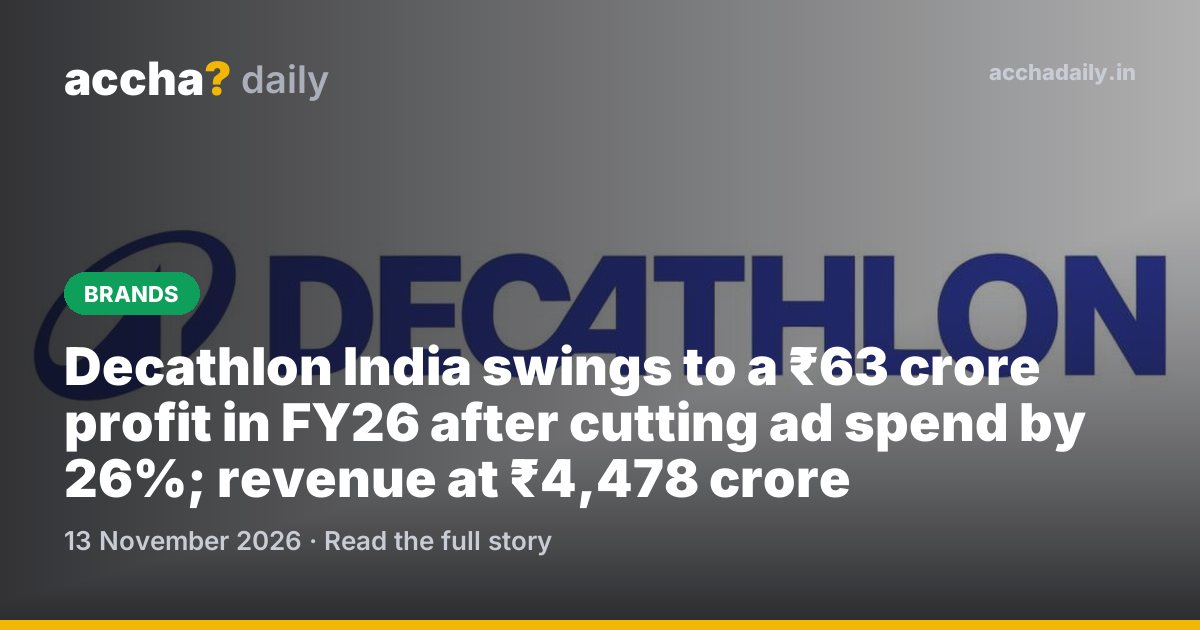 accha? daily
acchadaily.in
DECATHLON
BRANDS
Decathlon India swings to a ₹63 crore
profit in FY26 after cutting ad spend by
26%; revenue at ₹4,478 crore
13 November 2026 · Read the full story